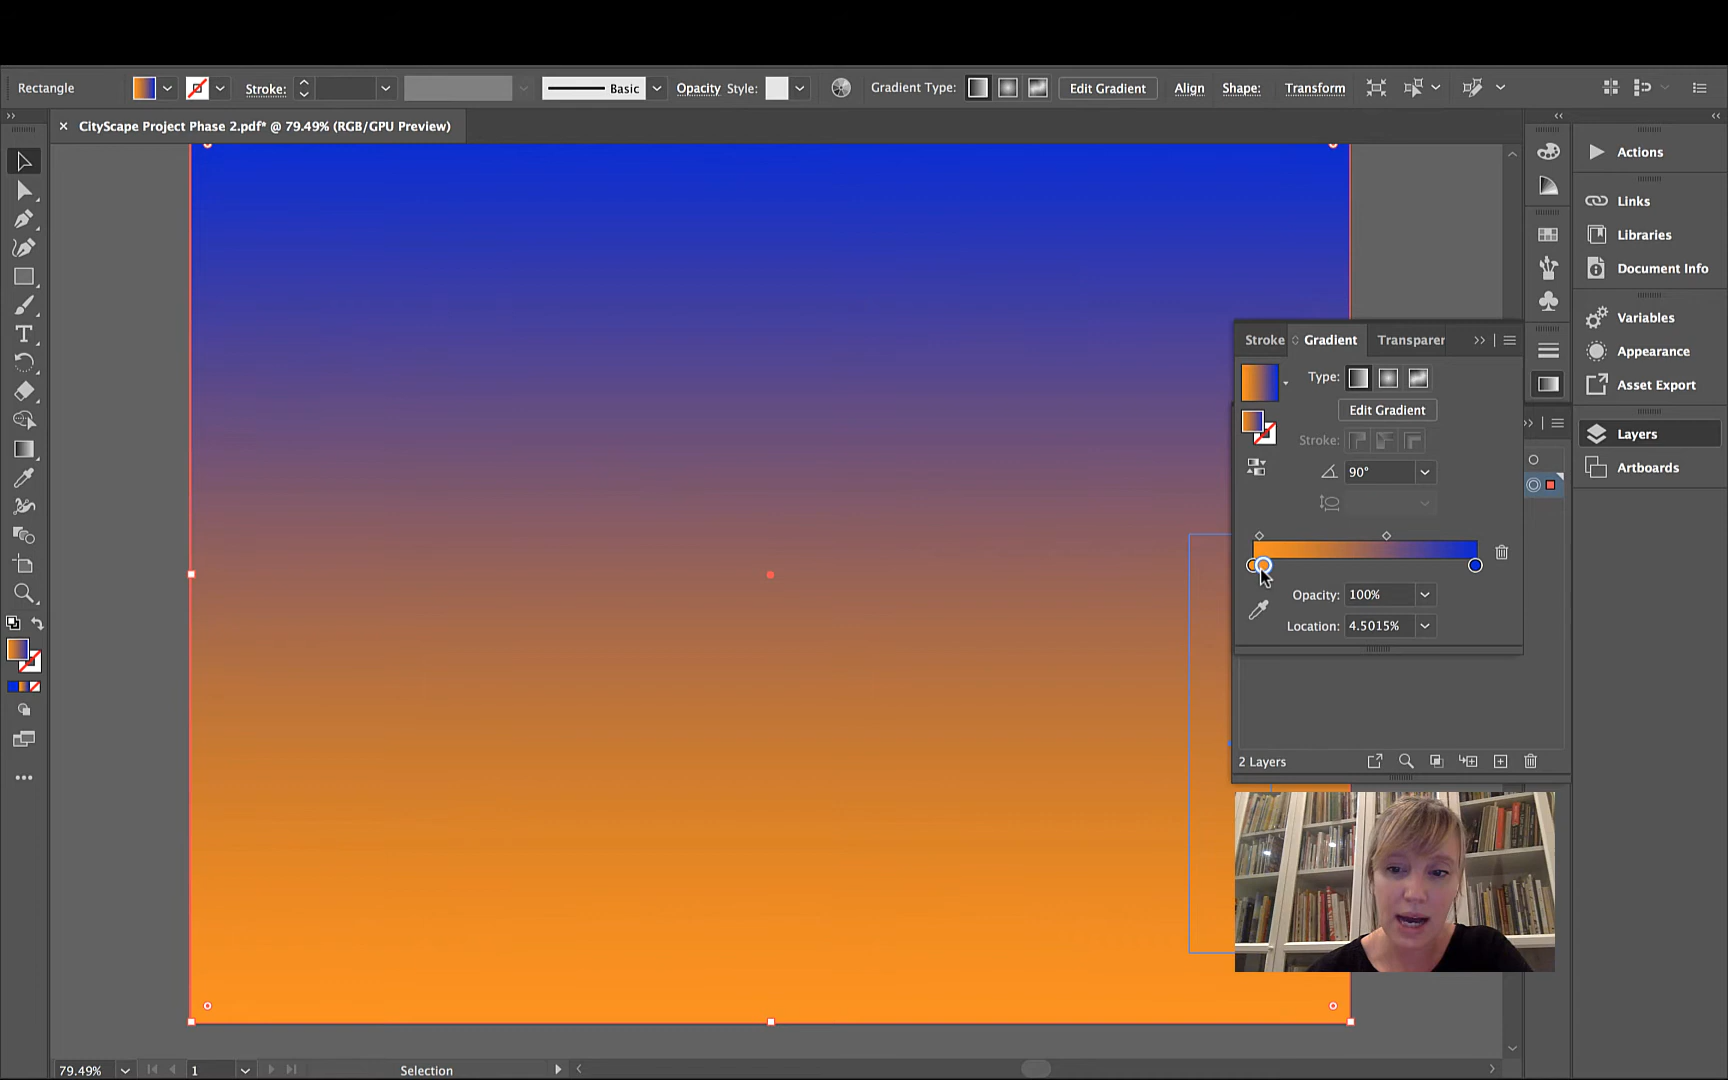 Rectangle
Stroke:
Basic
Opacity
Style:
Gradient Type:
Edit Gradient
Align
Shape:
Transform
CityScape Project Phase 2.pdf* @ 79.49% (RGB/GPU Preview)
Actions
Links
Libraries
Document Info
Variables
Appearance
Asset Export
Layers
Artboards
Stroke
Gradient
Transparer
Type:
Edit Gradient
Stroke:
90°
Opacity: 100%
Location: 4.5015%
2 Layers
79.49%
1
Selection